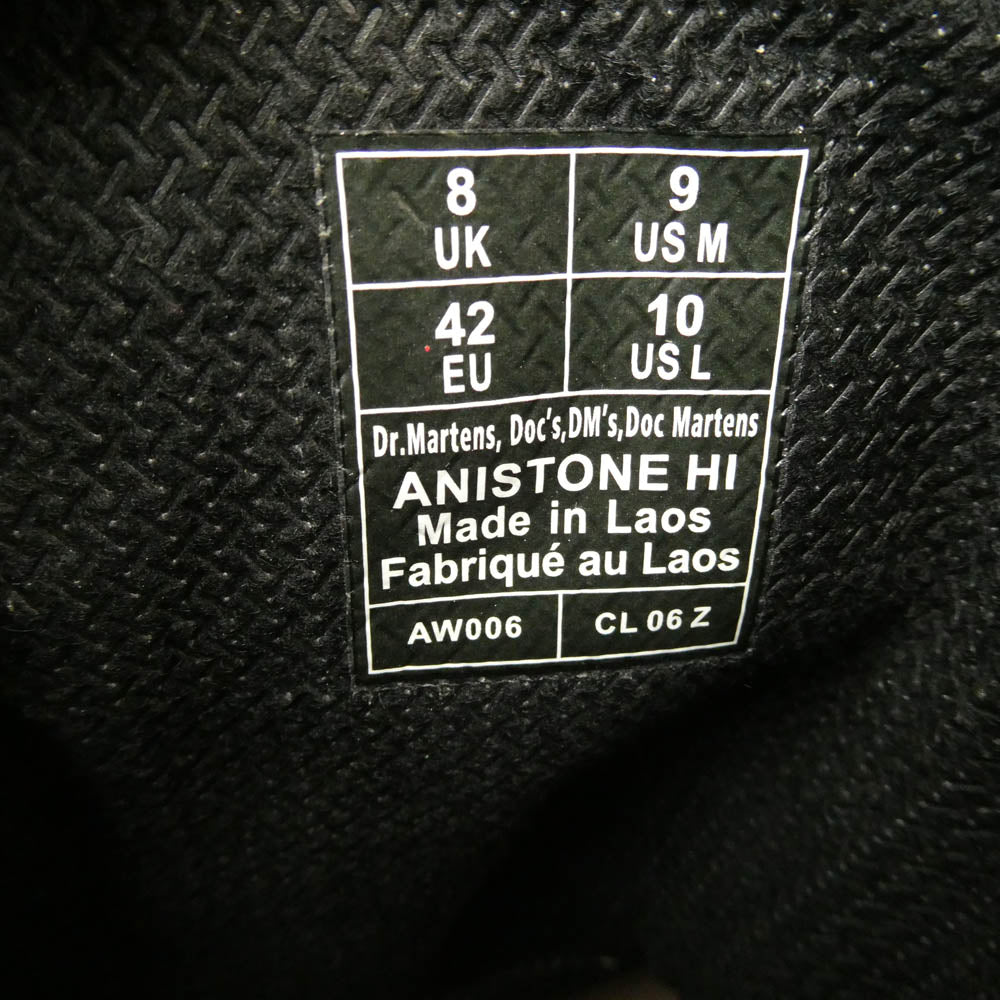 8
UK
9
US M
42
EU
10
US L
Dr.Martens, Doc's,DM's,Doc Martens
ANISTONE HI
Made in Laos
Fabriqué au Laos
AW006
CL 06 Z